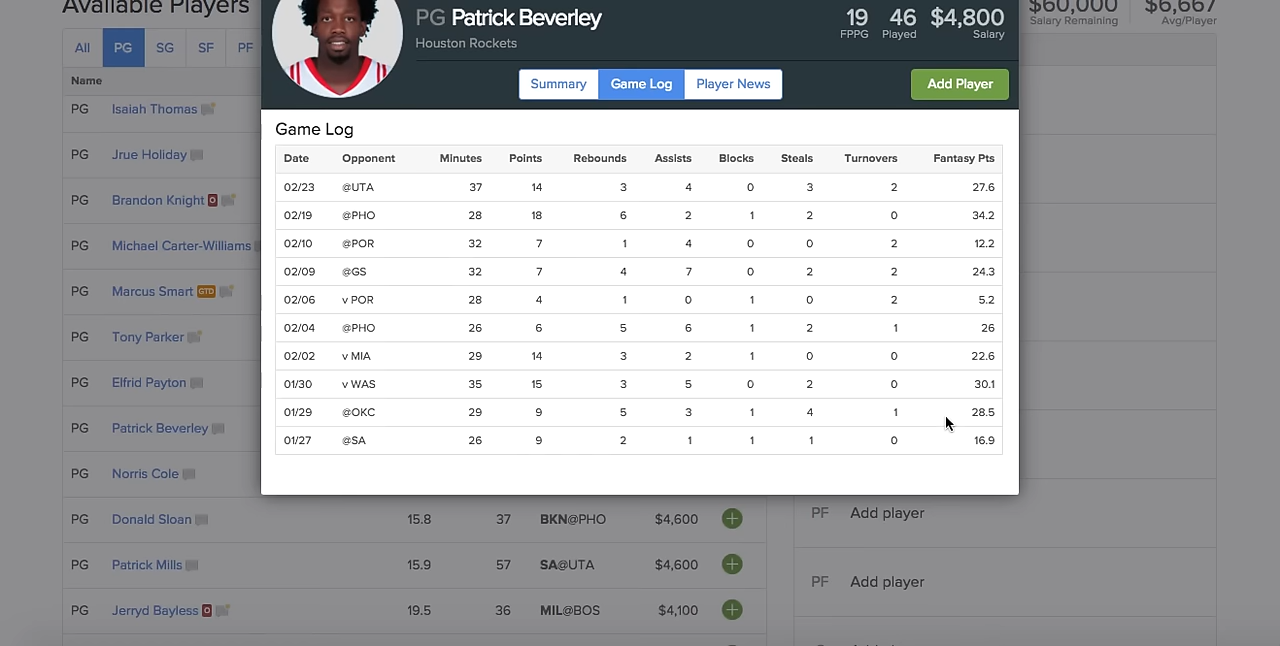 Available Players
$60,000 $6,667
Salary Remaining Avg/Player
PG Patrick Beverley
Houston Rockets
19 46 $4,800
FPPG Played Salary
All PG SG SF PF
Summary Game Log Player News Add Player
Name
PG Isaiah Thomas
PG Jrue Holiday
PG Brandon Knight O
PG Michael Carter-Williams
PG Marcus Smart GTD
PG Tony Parker
PG Elfrid Payton
PG Patrick Beverley
PG Norris Cole
Game Log
Date Opponent Minutes Points Rebounds Assists Blocks Steals Turnovers Fantasy Pts
02/23 @UTA 37 14 3 4 0 3 2 27.6
02/19 @PHO 28 18 6 2 1 2 0 34.2
02/10 @POR 32 7 1 4 0 0 2 12.2
02/09 @GS 32 7 4 7 0 2 2 24.3
02/06 v POR 28 4 1 0 1 0 2 5.2
02/04 @PHO 26 6 5 6 1 2 1 26
02/02 v MIA 29 14 3 2 1 0 0 22.6
01/30 v WAS 35 15 3 5 0 2 0 30.1
01/29 @OKC 29 9 5 3 1 4 1 28.5
01/27 @SA 26 9 2 1 1 1 0 16.9
PG Donald Sloan 15.8 37 BKN@PHO $4,600
PG Patrick Mills 15.9 57 SA@UTA $4,600
PG Jerryd Bayless O 19.5 36 MIL@BOS $4,100
PF Add player
PF Add player